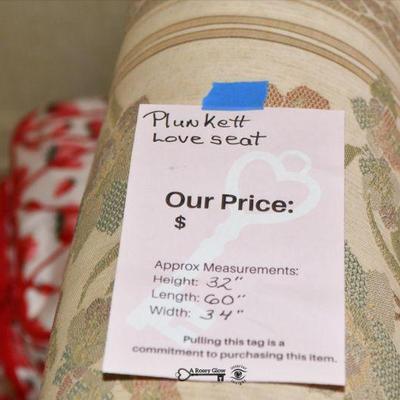 Plunkett
Love seat
Our Price:
$
Approx Measurements:
Height: 32"
Length: 60"
Width: 34"
Pulling this tag is a
commitment to purchasing this item.
A Rosey Glow